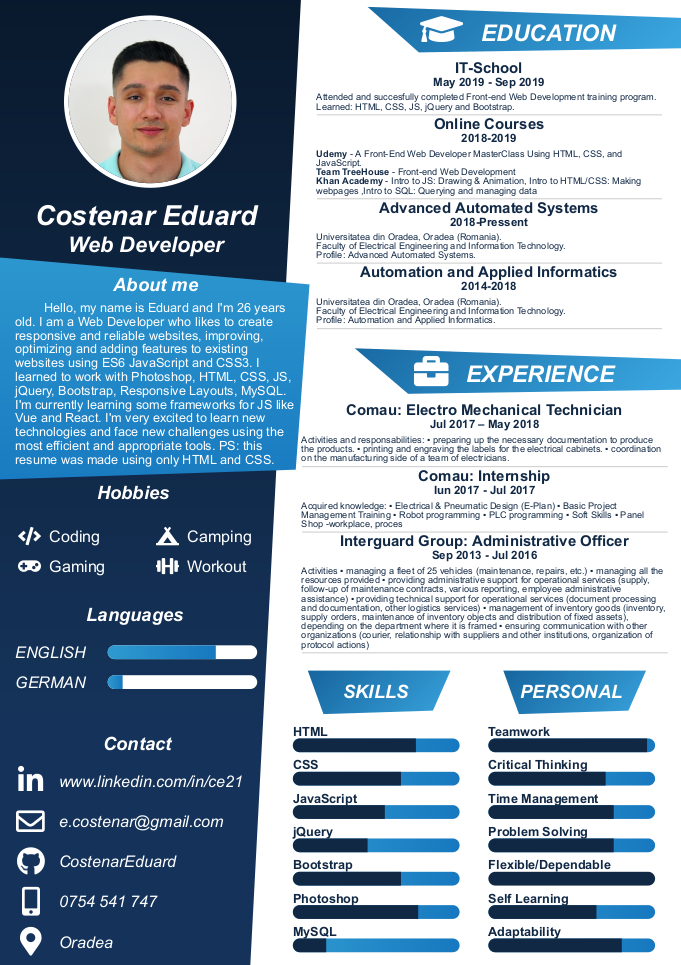 Costenar Eduard
Web Developer
About me
Hello, my name is Eduard and I'm 26 years
old. I am a Web Developer who likes to create
responsive and reliable websites, improving,
optimizing and adding features to existing
websites using ES6 JavaScript and CSS3. I
learned to work with Photoshop, HTML, CSS, JS,
jQuery, Bootstrap, Responsive Layouts, MySQL.
I'm currently learning some frameworks for JS like
Vue and React. I'm very excited to learn new
technologies and face new challenges using the
most efficient and appropriate tools. PS: this
resume was made using only HTML and CSS.
Hobbies
Coding
Camping
Gaming
Workout
Languages
ENGLISH
GERMAN
Contact
www.linkedin.com/in/ce21
e.costenar@gmail.com
CostenarEduard
0754 541 747
Oradea
EDUCATION
IT-School
May 2019 - Sep 2019
Attended and succesfully completed Front-end Web Development training program.
Learned: HTML, CSS, JS, jQuery and Bootstrap.
Online Courses
2018-2019
Udemy - A Front-End Web Developer MasterClass Using HTML, CSS, and
JavaScript.
Team TreeHouse - Front-end Web Development
Khan Academy - Intro to JS: Drawing & Animation, Intro to HTML/CSS: Making
webpages ,Intro to SQL: Querying and managing data
Advanced Automated Systems
2018-Present
Universitatea din Oradea, Oradea (Romania).
Faculty of Electrical Engineering and Information Technology.
Profile: Advanced Automated Systems.
Automation and Applied Informatics
2014-2018
Universitatea din Oradea, Oradea (Romania).
Faculty of Electrical Engineering and Information Technology.
Profile: Automation and Applied Informatics.
EXPERIENCE
Comau: Electro Mechanical Technician
Jul 2017 – May 2018
Activities and responsibilities: • preparing up the necessary documentation to produce
the products. • printing and engraving the labels for the electrical cabinets. • coordination
on the manufacturing side of a team of electricians.
Comau: Internship
Iun 2017 - Jul 2017
Acquired knowledge: • Electrical & Pneumatic Design (E-Plan) • Basic Project
Management Training • Robot programming • PLC programming • Soft Skills • Panel
Shop -workplace, proces
Interguard Group: Administrative Officer
Sep 2013 - Jul 2016
Activities • managing a fleet of 25 vehicles (maintenance, repairs, etc.) • managing all the
resources provided • providing administrative support for operational services (supply,
follow-up of maintenance contracts, various reporting, employee administrative
assistance) • providing technical support for operational services (document processing
and documentation, other logistics services) • management of inventory goods (inventory,
supply orders, maintenance of inventory objects and distribution of fixed assets),
depending on the department where it is framed • ensuring communication with other
organizations (courier, relationship with suppliers and other institutions, organization of
protocol actions)
SKILLS
HTML
CSS
JavaScript
jQuery
Bootstrap
Photoshop
MySQL
PERSONAL
Teamwork
Critical Thinking
Time Management
Problem Solving
Flexible/Dependable
Self Learning
Adaptability